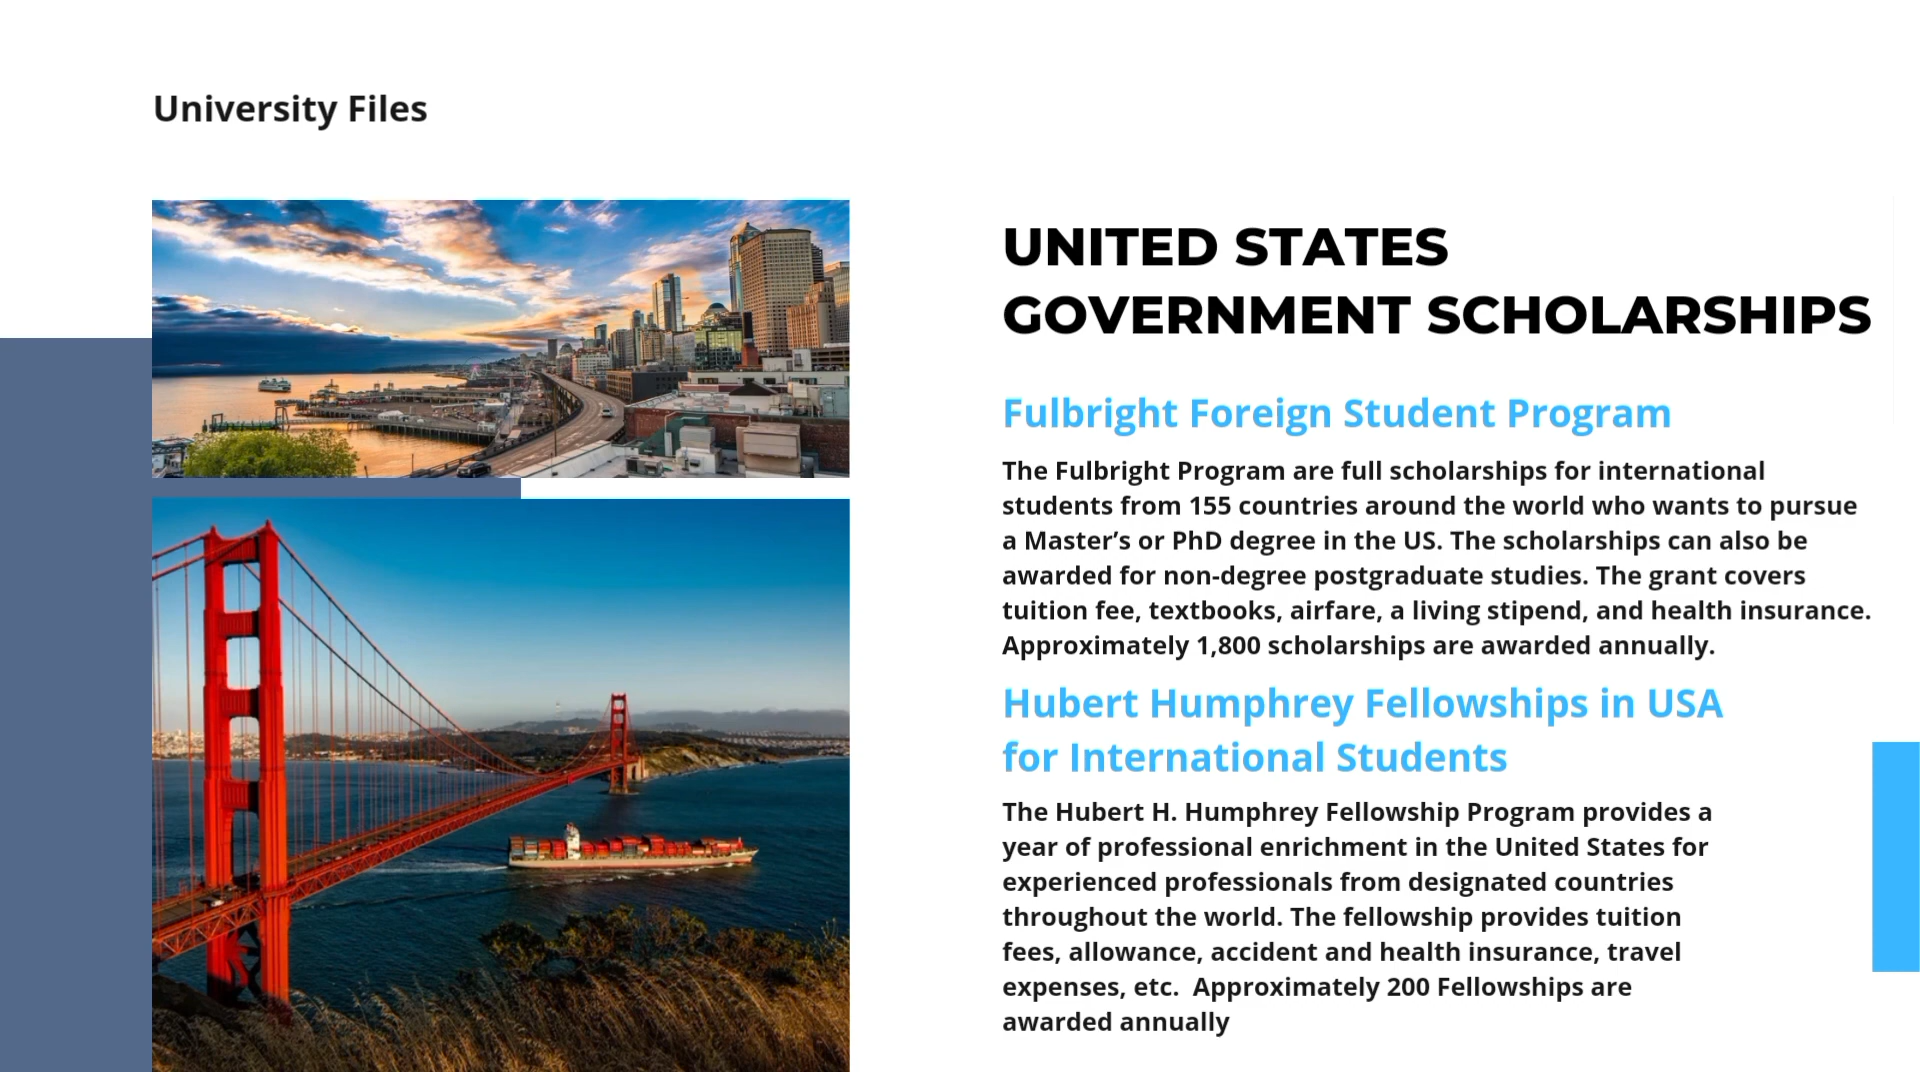 University Files
UNITED STATES
GOVERNMENT SCHOLARSHIPS
Fulbright Foreign Student Program
The Fulbright Program are full scholarships for international
students from 155 countries around the world who wants to pursue
a Master’s or PhD degree in the US. The scholarships can also be
awarded for non-degree postgraduate studies. The grant covers
tuition fee, textbooks, airfare, a living stipend, and health insurance.
Approximately 1,800 scholarships are awarded annually.
Hubert Humphrey Fellowships in USA
for International Students
The Hubert H. Humphrey Fellowship Program provides a
year of professional enrichment in the United States for
experienced professionals from designated countries
throughout the world. The fellowship provides tuition
fees, allowance, accident and health insurance, travel
expenses, etc.  Approximately 200 Fellowships are
awarded annually